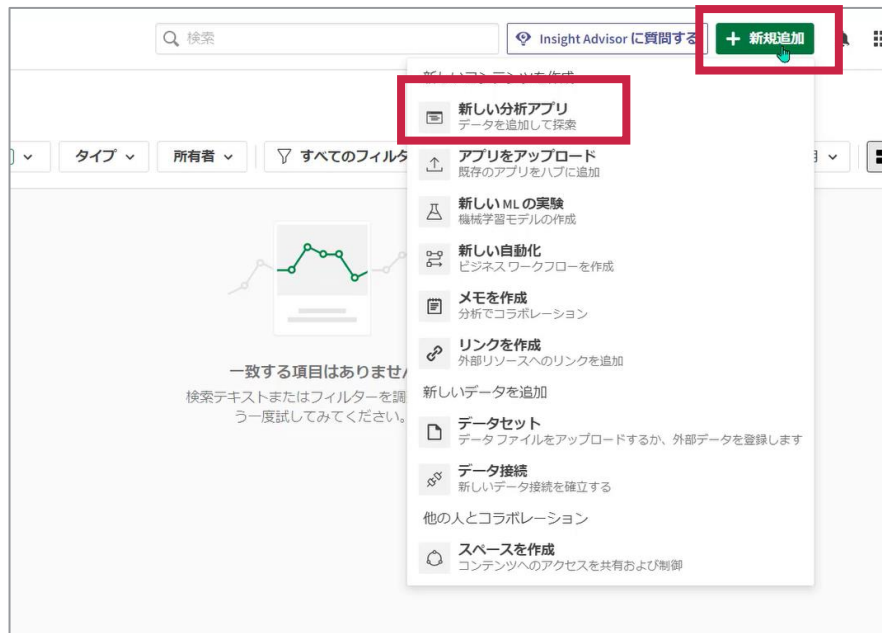 検索
Insight Advisor に質問する
新規追加
新しいコンテンツを作成
新しい分析アプリ
データを追加して探索
タイプ
所有者
すべてのフィルタ
アプリをアップロード
既存のアプリをハブに追加
新しい ML の実験
機械学習モデルの作成
新しい自動化
ビジネス ワークフローを作成
メモを作成
分析でコラボレーション
リンクを作成
外部リソースへのリンクを追加
一致する項目はありませ
検索テキストまたはフィルターを調
う一度試してみてください。
新しいデータを追加
データセット
データ ファイルをアップロードするか、外部データを登録します
データ接続
新しいデータ接続を確立する
他の人とコラボレーション
スペースを作成
コンテンツへのアクセスを共有および制御